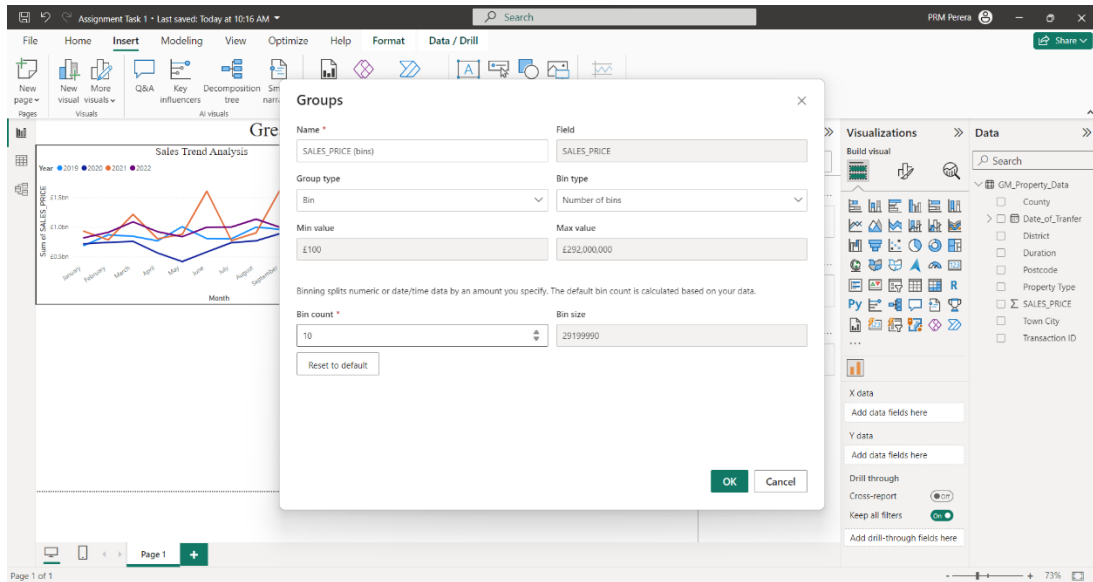 Assignment Task 1 • Last saved: Today at 10:16 AM
Search
PRM Perera
File Home Insert Modeling View Optimize Help Format Data / Drill
Share
New page
New visual
More visuals
Q&A
Key influencers
Decomposition tree
Pages
Visuals
AI visuals
Gre
Sales Trend Analysis
Year 2019 2020 2021 2022
Sum of SALES_PRICE
£1.5bn
£1.0bn
£0.5bn
January February March April May June July August September
Month
Groups
Name *
SALES_PRICE (bins)
Field
SALES_PRICE
Group type
Bin
Bin type
Number of bins
Min value
£100
Max value
£292,000,000
Binning splits numeric or date/time data by an amount you specify. The default bin count is calculated based on your data.
Bin count *
10
Bin size
29199990
Reset to default
OK
Cancel
Visualizations
Build visual
R
Py
X data
Add data fields here
Y data
Add data fields here
Drill through
Cross-report
Off
Keep all filters
On
Add drill-through fields here
Data
Search
GM_Property_Data
County
Date_of_Tranfer
District
Duration
Postcode
Property Type
SALES_PRICE
Town City
Transaction ID
Page 1
Page 1 of 1
73%